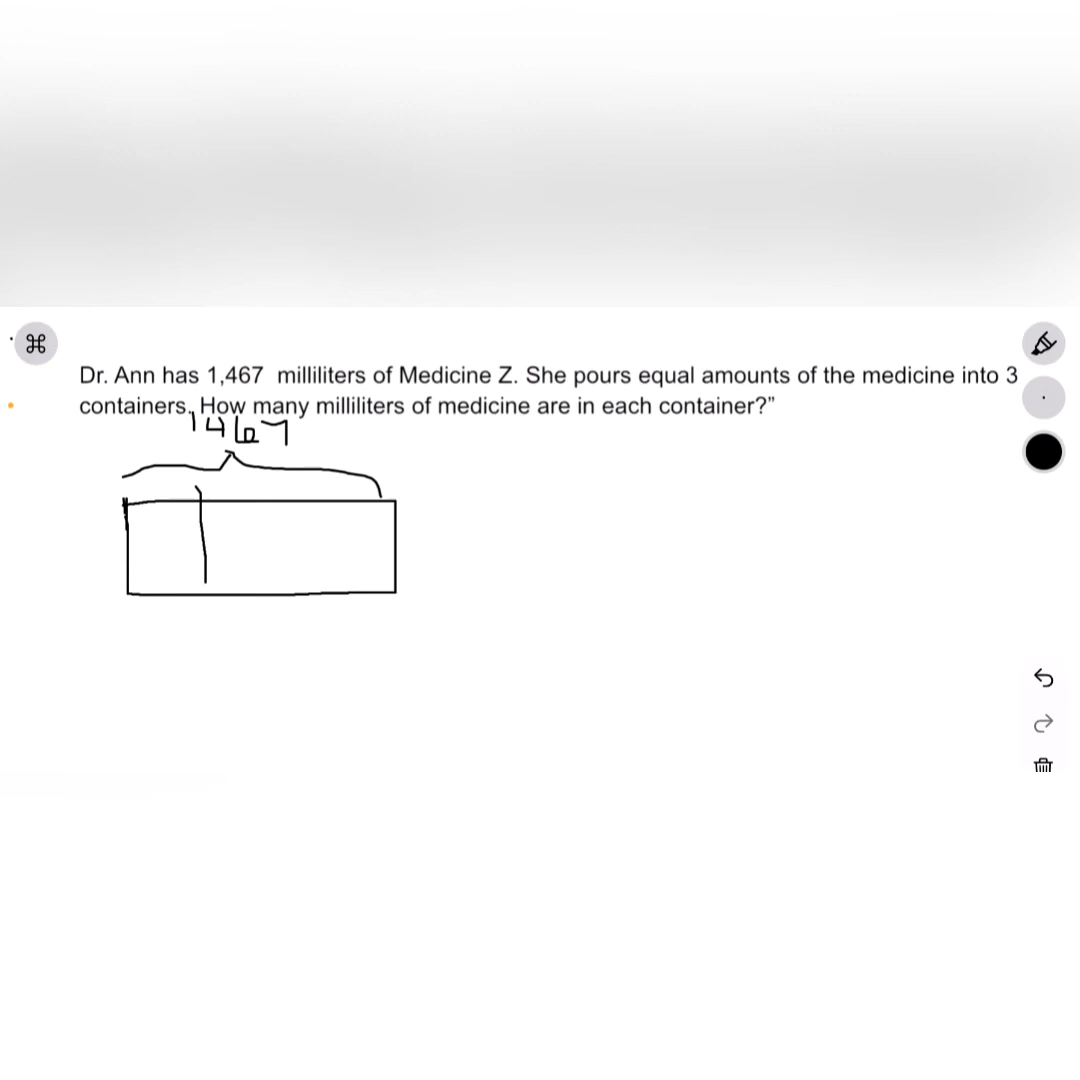 Dr. Ann has 1,467  milliliters of Medicine Z. She pours equal amounts of the medicine into 3
containers. How many milliliters of medicine are in each container?”
1467